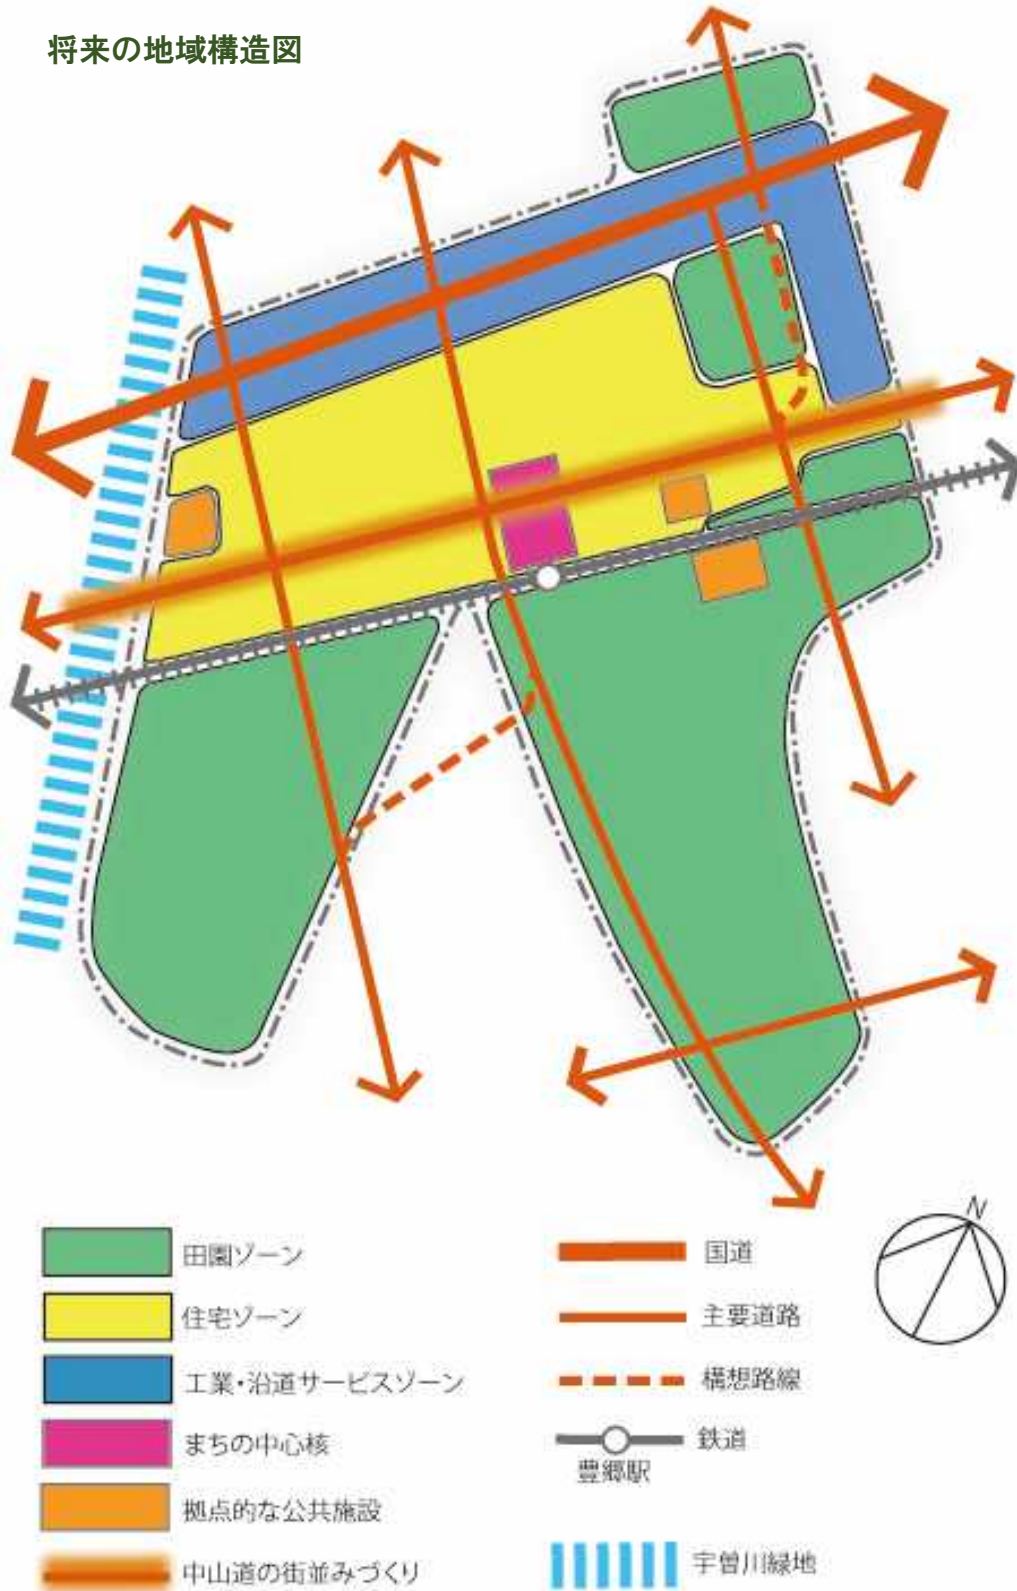 将来の地域構造図
N
田園ゾーン
住宅ゾーン
工業・沿道サービスゾーン
まちの中心核
拠点的な公共施設
中山道の街並みづくり
国道
主要道路
構想路線
鉄道
豊郷駅
宇曽川緑地